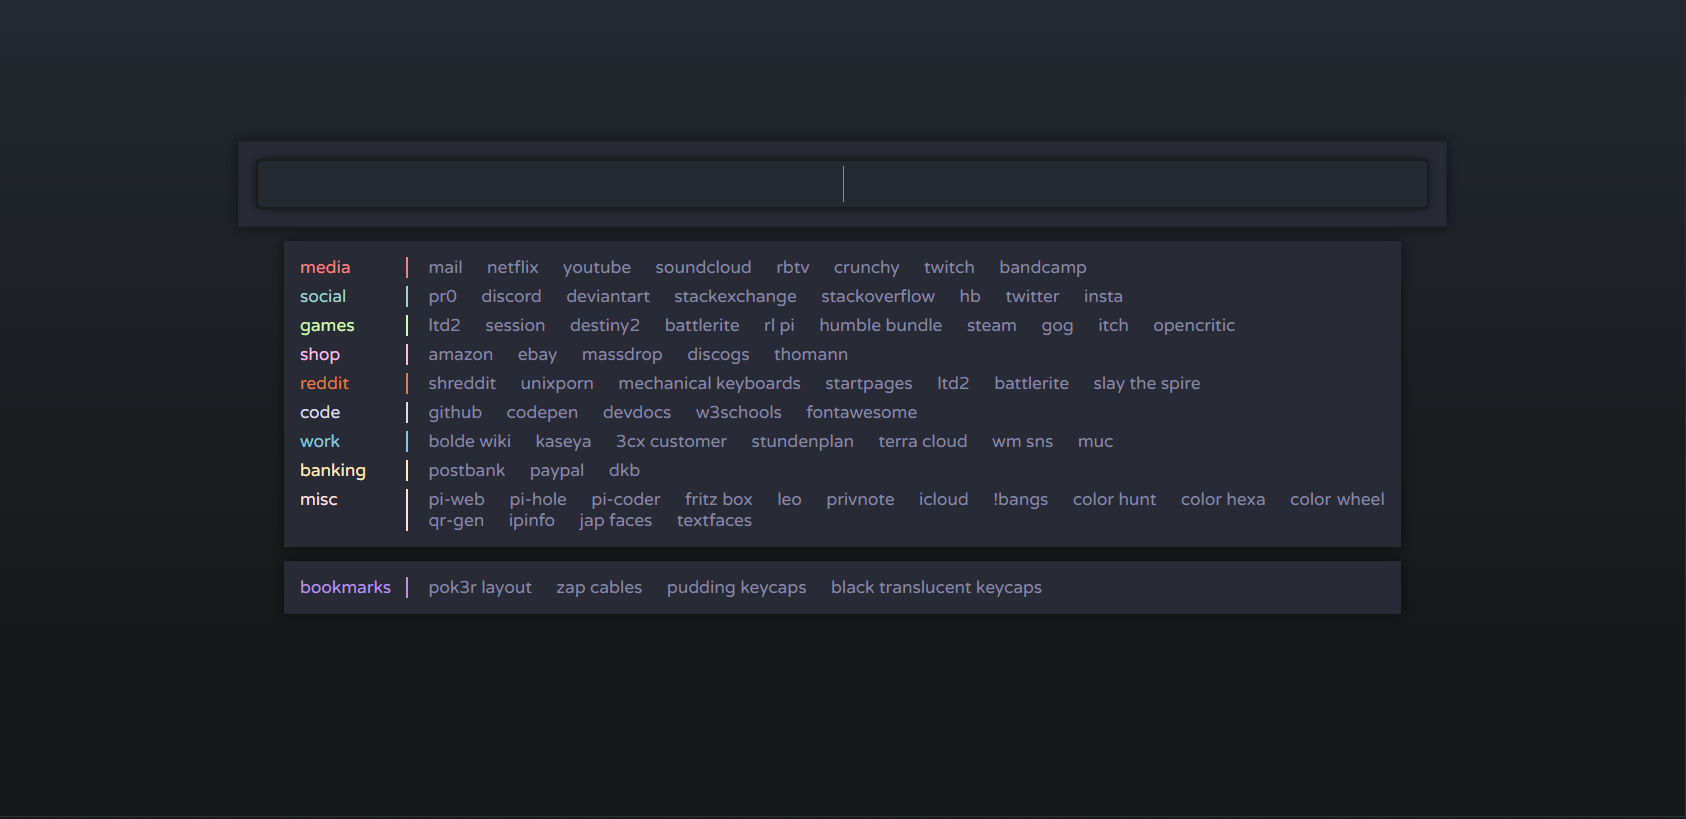 media mail netflix youtube soundcloud rbtv crunchy twitch bandcamp
social pr0 discord deviantart stackexchange stackoverflow hb twitter insta
games ltd2 session destiny2 battlerite rl pi humble bundle steam gog itch opencritic
shop amazon ebay massdrop discogs thomann
reddit shreddit unixporn mechanical keyboards startpages ltd2 battlerite slay the spire
code github codepen devdocs w3schools fontawesome
work bolde wiki kaseya 3cx customer stundenplan terra cloud wm sns muc
banking postbank paypal dkb
misc pi-web pi-hole pi-coder fritz box leo privnote icloud !bangs color hunt color hexa color wheel
qr-gen ipinfo jap faces textfaces
bookmarks pok3r layout zap cables pudding keycaps black translucent keycaps